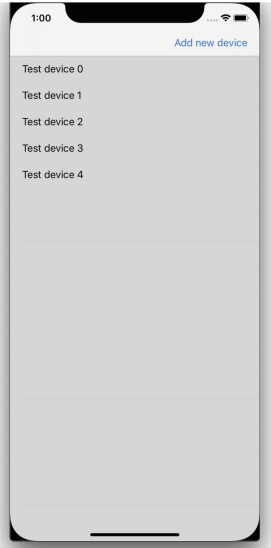 1:00
Add new device
Test device 0
Test device 1
Test device 2
Test device 3
Test device 4